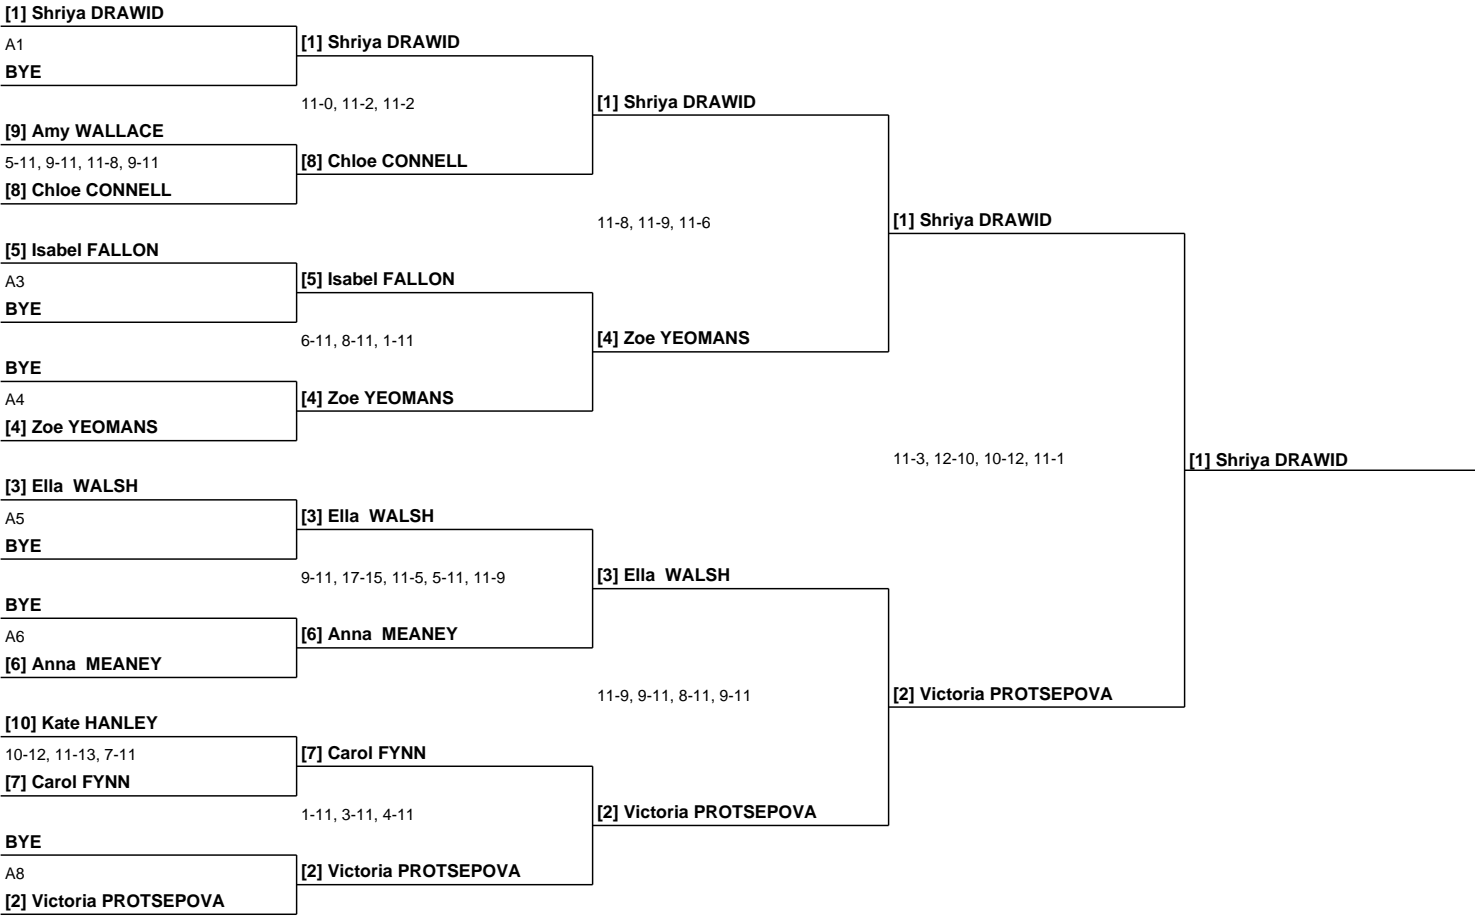 [1] Shriya DRAWID
A1
BYE
[9] Amy WALLACE
5-11, 9-11, 11-8, 9-11
[8] Chloe CONNELL
[5] Isabel FALLON
A3
BYE
BYE
A4
[4] Zoe YEOMANS
[3] Ella  WALSH
A5
BYE
BYE
A6
[6] Anna  MEANEY
[10] Kate HANLEY
10-12, 11-13, 7-11
[7] Carol FYNN
BYE
A8
[2] Victoria PROTSEPOVA
[1] Shriya DRAWID
11-0, 11-2, 11-2
[8] Chloe CONNELL
[5] Isabel FALLON
6-11, 8-11, 1-11
[4] Zoe YEOMANS
[3] Ella  WALSH
9-11, 17-15, 11-5, 5-11, 11-9
[6] Anna  MEANEY
[7] Carol FYNN
1-11, 3-11, 4-11
[2] Victoria PROTSEPOVA
[1] Shriya DRAWID
11-8, 11-9, 11-6
[4] Zoe YEOMANS
[3] Ella  WALSH
11-9, 9-11, 8-11, 9-11
[2] Victoria PROTSEPOVA
[1] Shriya DRAWID
11-3, 12-10, 10-12, 11-1
[2] Victoria PROTSEPOVA
[1] Shriya DRAWID